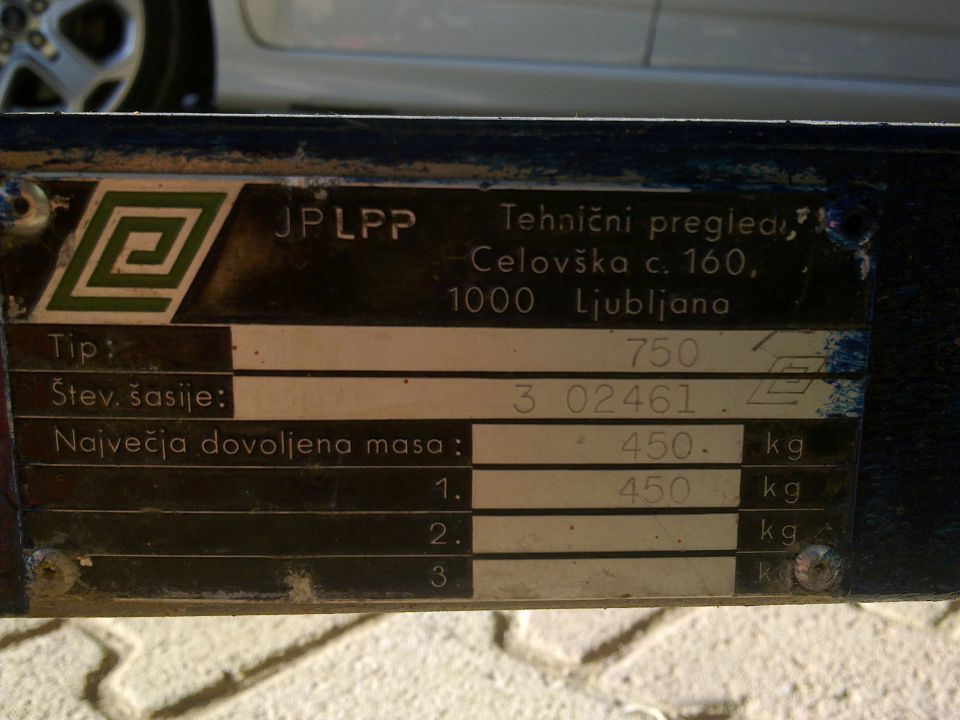 JP LPP Tehnični pregledi,
Celovška c. 160,
1000 Ljubljana
Tip: 750
Štev. šasije: 3 02461.
Največja dovoljena masa: 450 kg
1. 450 kg
2. kg
3 kg